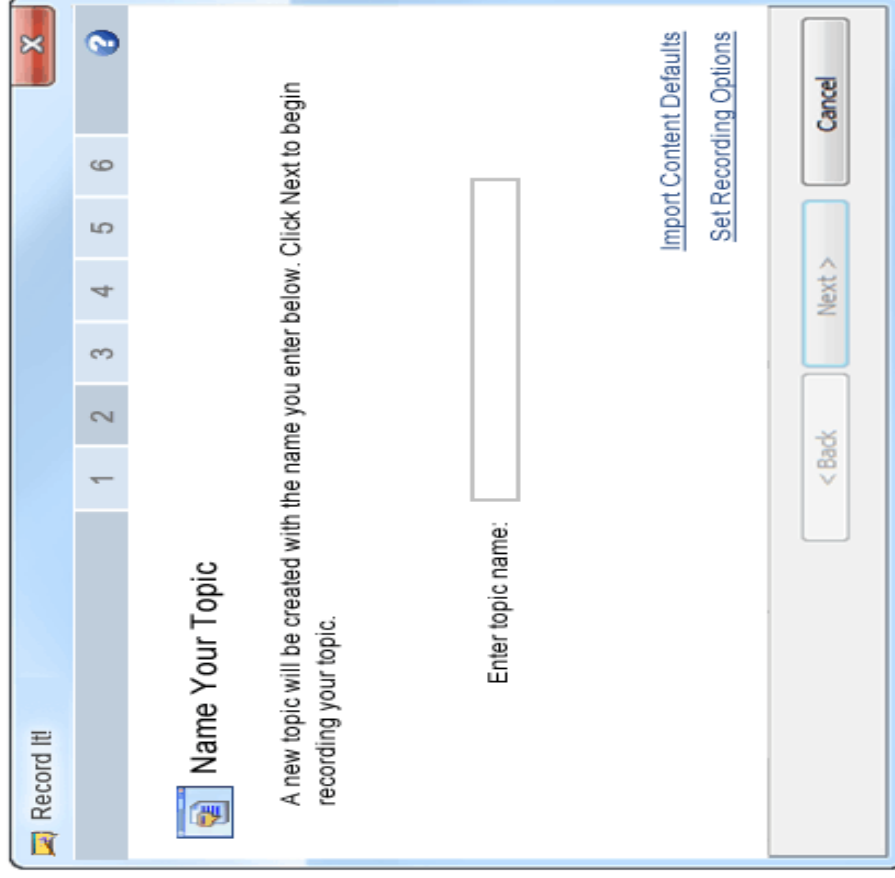 Record It!
X
1 2 3 4 5 6 ?
Name Your Topic
A new topic will be created with the name you enter below. Click Next to begin
recording your topic.
Enter topic name:
Import Content Defaults
Set Recording Options
< Back Next > Cancel